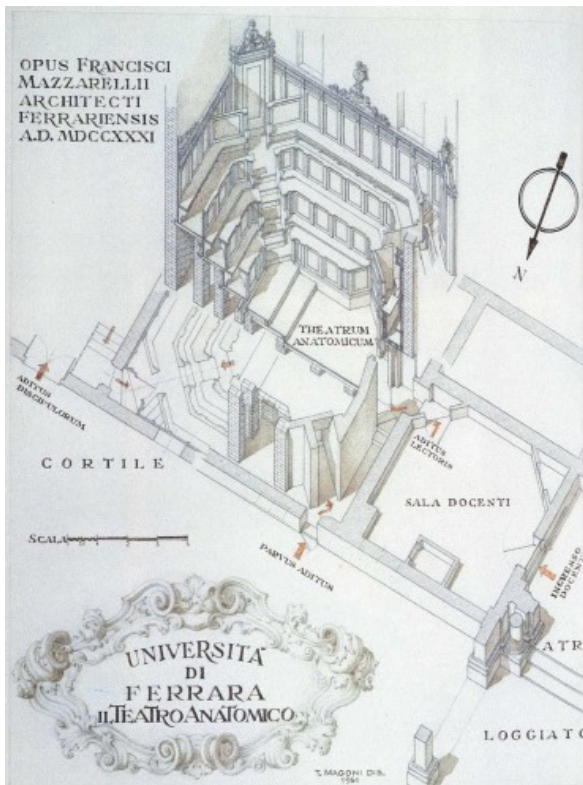 OPUS FRANCISCI
MAZZARELLII
ARCHITECTI
FERRARIENSIS
A.D. MDCCXXXI
N
THEATRUM
ANATOMICUM
ADITUS
DISCIPULORUM
ADITUS
LECTORIS
CORTILE
SALA DOCENTI
SCALA
PARVUS ADITUS
INGRESSO
DOCENTI
ATR
UNIVERSITÀ
DI
FERRARA
IL TEATRO ANATOMICO
LOGGIATO
T. MAGONI DIS.